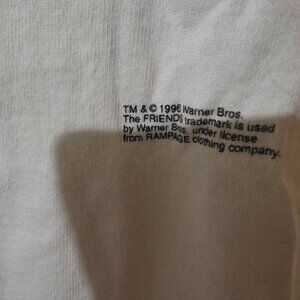 TM & © 1996 Warner Bros.
The FRIENDS trademark is used
by Warner Bros. under license
from RAMPAGE clothing company.